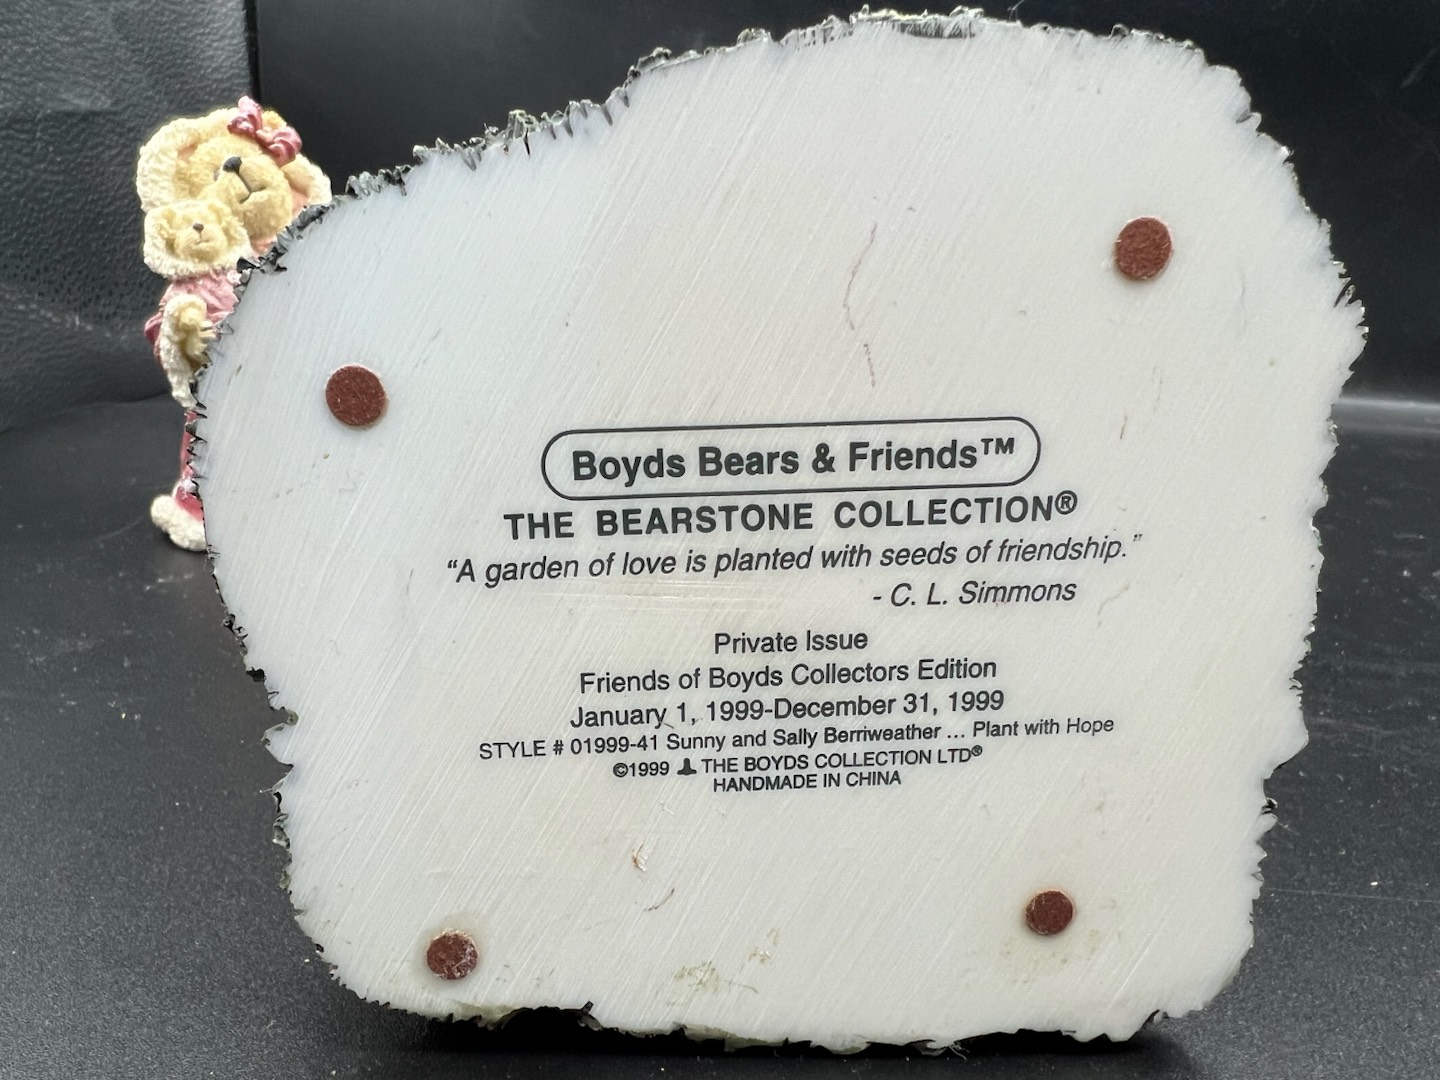 Boyds Bears & Friends™
THE BEARSTONE COLLECTION®
“A garden of love is planted with seeds of friendship.”
- C. L. Simmons
Private Issue
Friends of Boyds Collectors Edition
January 1, 1999-December 31, 1999
STYLE # 01999-41 Sunny and Sally Berriweather ... Plant with Hope
©1999 THE BOYDS COLLECTION LTD®
HANDMADE IN CHINA